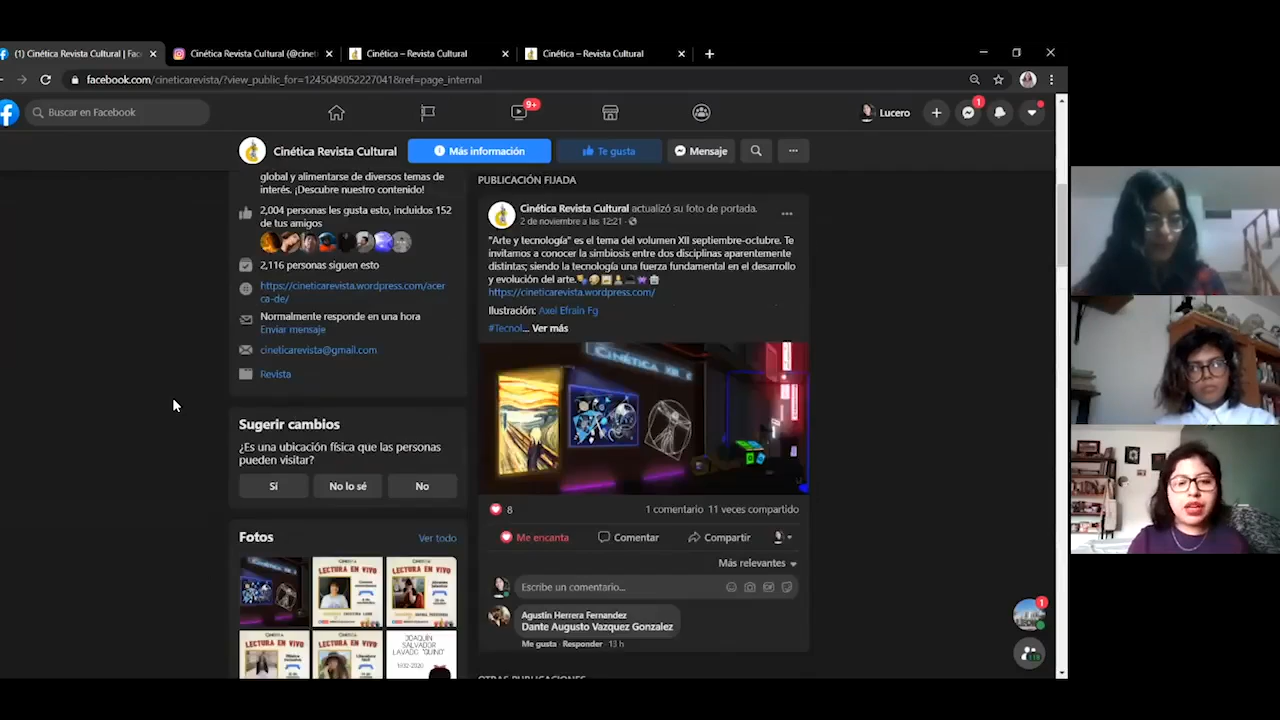 (1) Cinética Revista Cultural | Fac
Cinética Revista Cultural (@cinet
Cinética – Revista Cultural
Cinética – Revista Cultural
facebook.com/cineticarevista/?view_public_for=1245049052227041&ref=page_internal
Buscar en Facebook
9+
Lucero
1
Cinética Revista Cultural
Más información
Te gusta
Mensaje
global y alimentarse de diversos temas de
interés. ¡Descubre nuestro contenido!
2,004 personas les gusta esto, incluidos 152
de tus amigos
2,116 personas siguen esto
https://cineticarevista.wordpress.com/acer
ca-de/
Normalmente responde en una hora
Enviar mensaje
cineticarevista@gmail.com
Revista
Sugerir cambios
¿Es una ubicación física que las personas
pueden visitar?
Sí
No lo sé
No
Fotos
Ver todo
CINÉTICA
LECTURA EN VIVO
LECTURA EN VIVO
LECTURA EN VIVO
LECTURA EN VIVO
JOAQUÍN
SALVADOR
LAVADO "QUINO"
1932-2020
PUBLICACIÓN FIJADA
Cinética Revista Cultural actualizó su foto de portada.
2 de noviembre a las 12:21 ·
"Arte y tecnología" es el tema del volumen XII septiembre-octubre. Te
invitamos a conocer la simbiosis entre dos disciplinas aparentemente
distintas; siendo la tecnología una fuerza fundamental en el desarrollo
y evolución del arte.
https://cineticarevista.wordpress.com/
Ilustración: Axel Efrain Fg
#Tecnol... Ver más
CINÉTICA
8
1 comentario 11 veces compartido
Me encanta
Comentar
Compartir
Más relevantes
Escribe un comentario...
Agustin Herrera Fernandez
Dante Augusto Vazquez Gonzalez
Me gusta · Responder · 13 h
OTRAS PUBLICACIONES
1